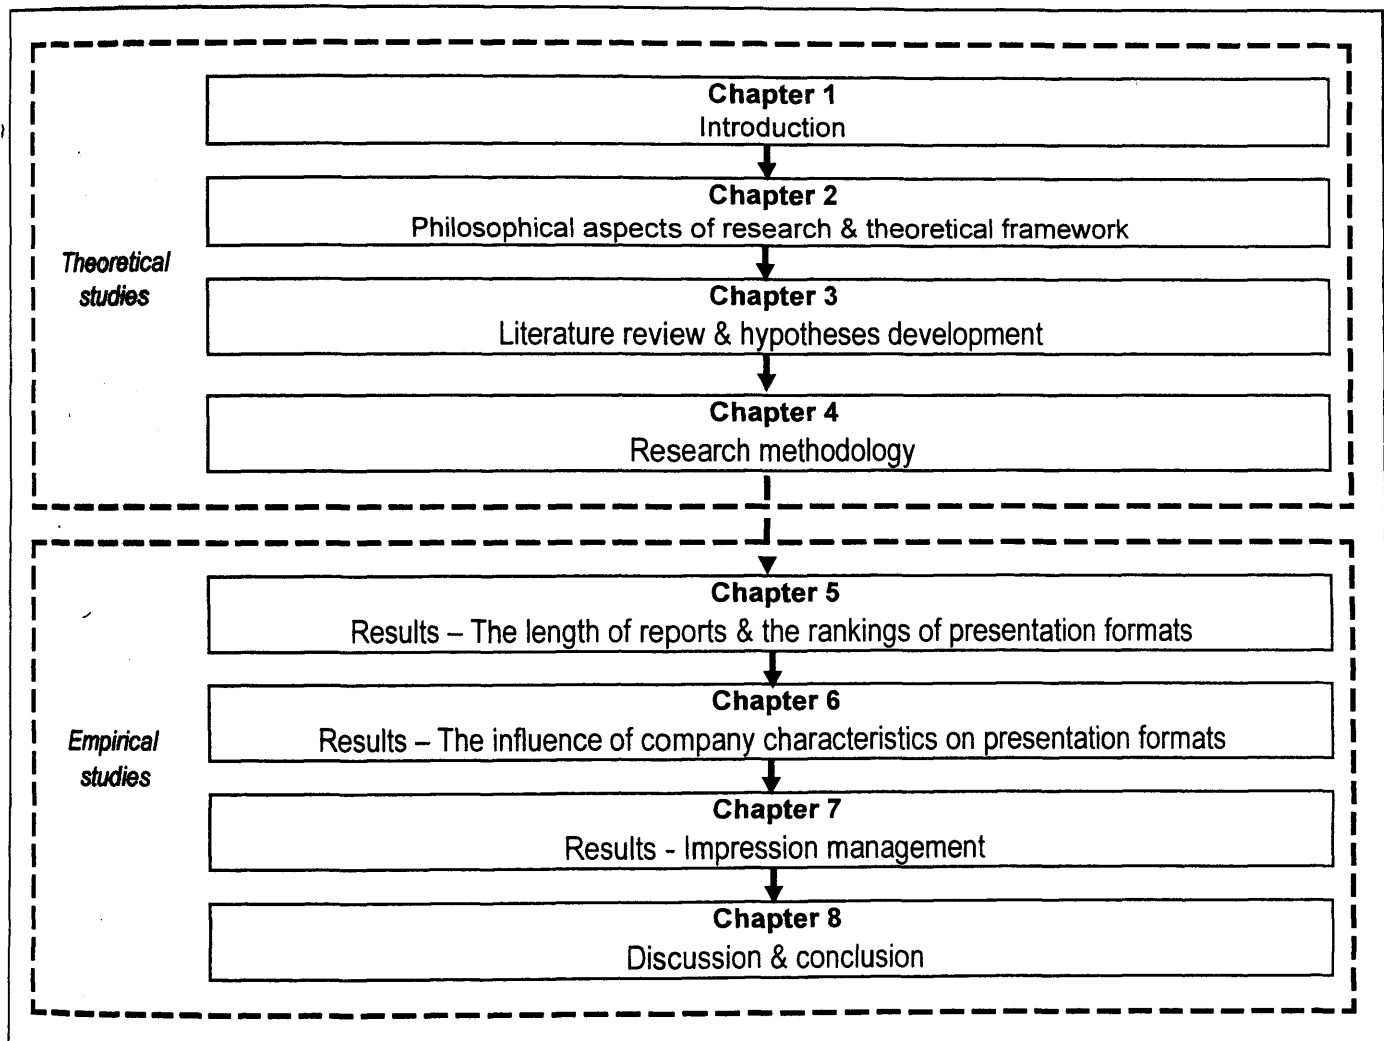 Theoretical
studies
Chapter 1
Introduction
Chapter 2
Philosophical aspects of research & theoretical framework
Chapter 3
Literature review & hypotheses development
Chapter 4
Research methodology
Empirical
studies
Chapter 5
Results – The length of reports & the rankings of presentation formats
Chapter 6
Results – The influence of company characteristics on presentation formats
Chapter 7
Results - Impression management
Chapter 8
Discussion & conclusion